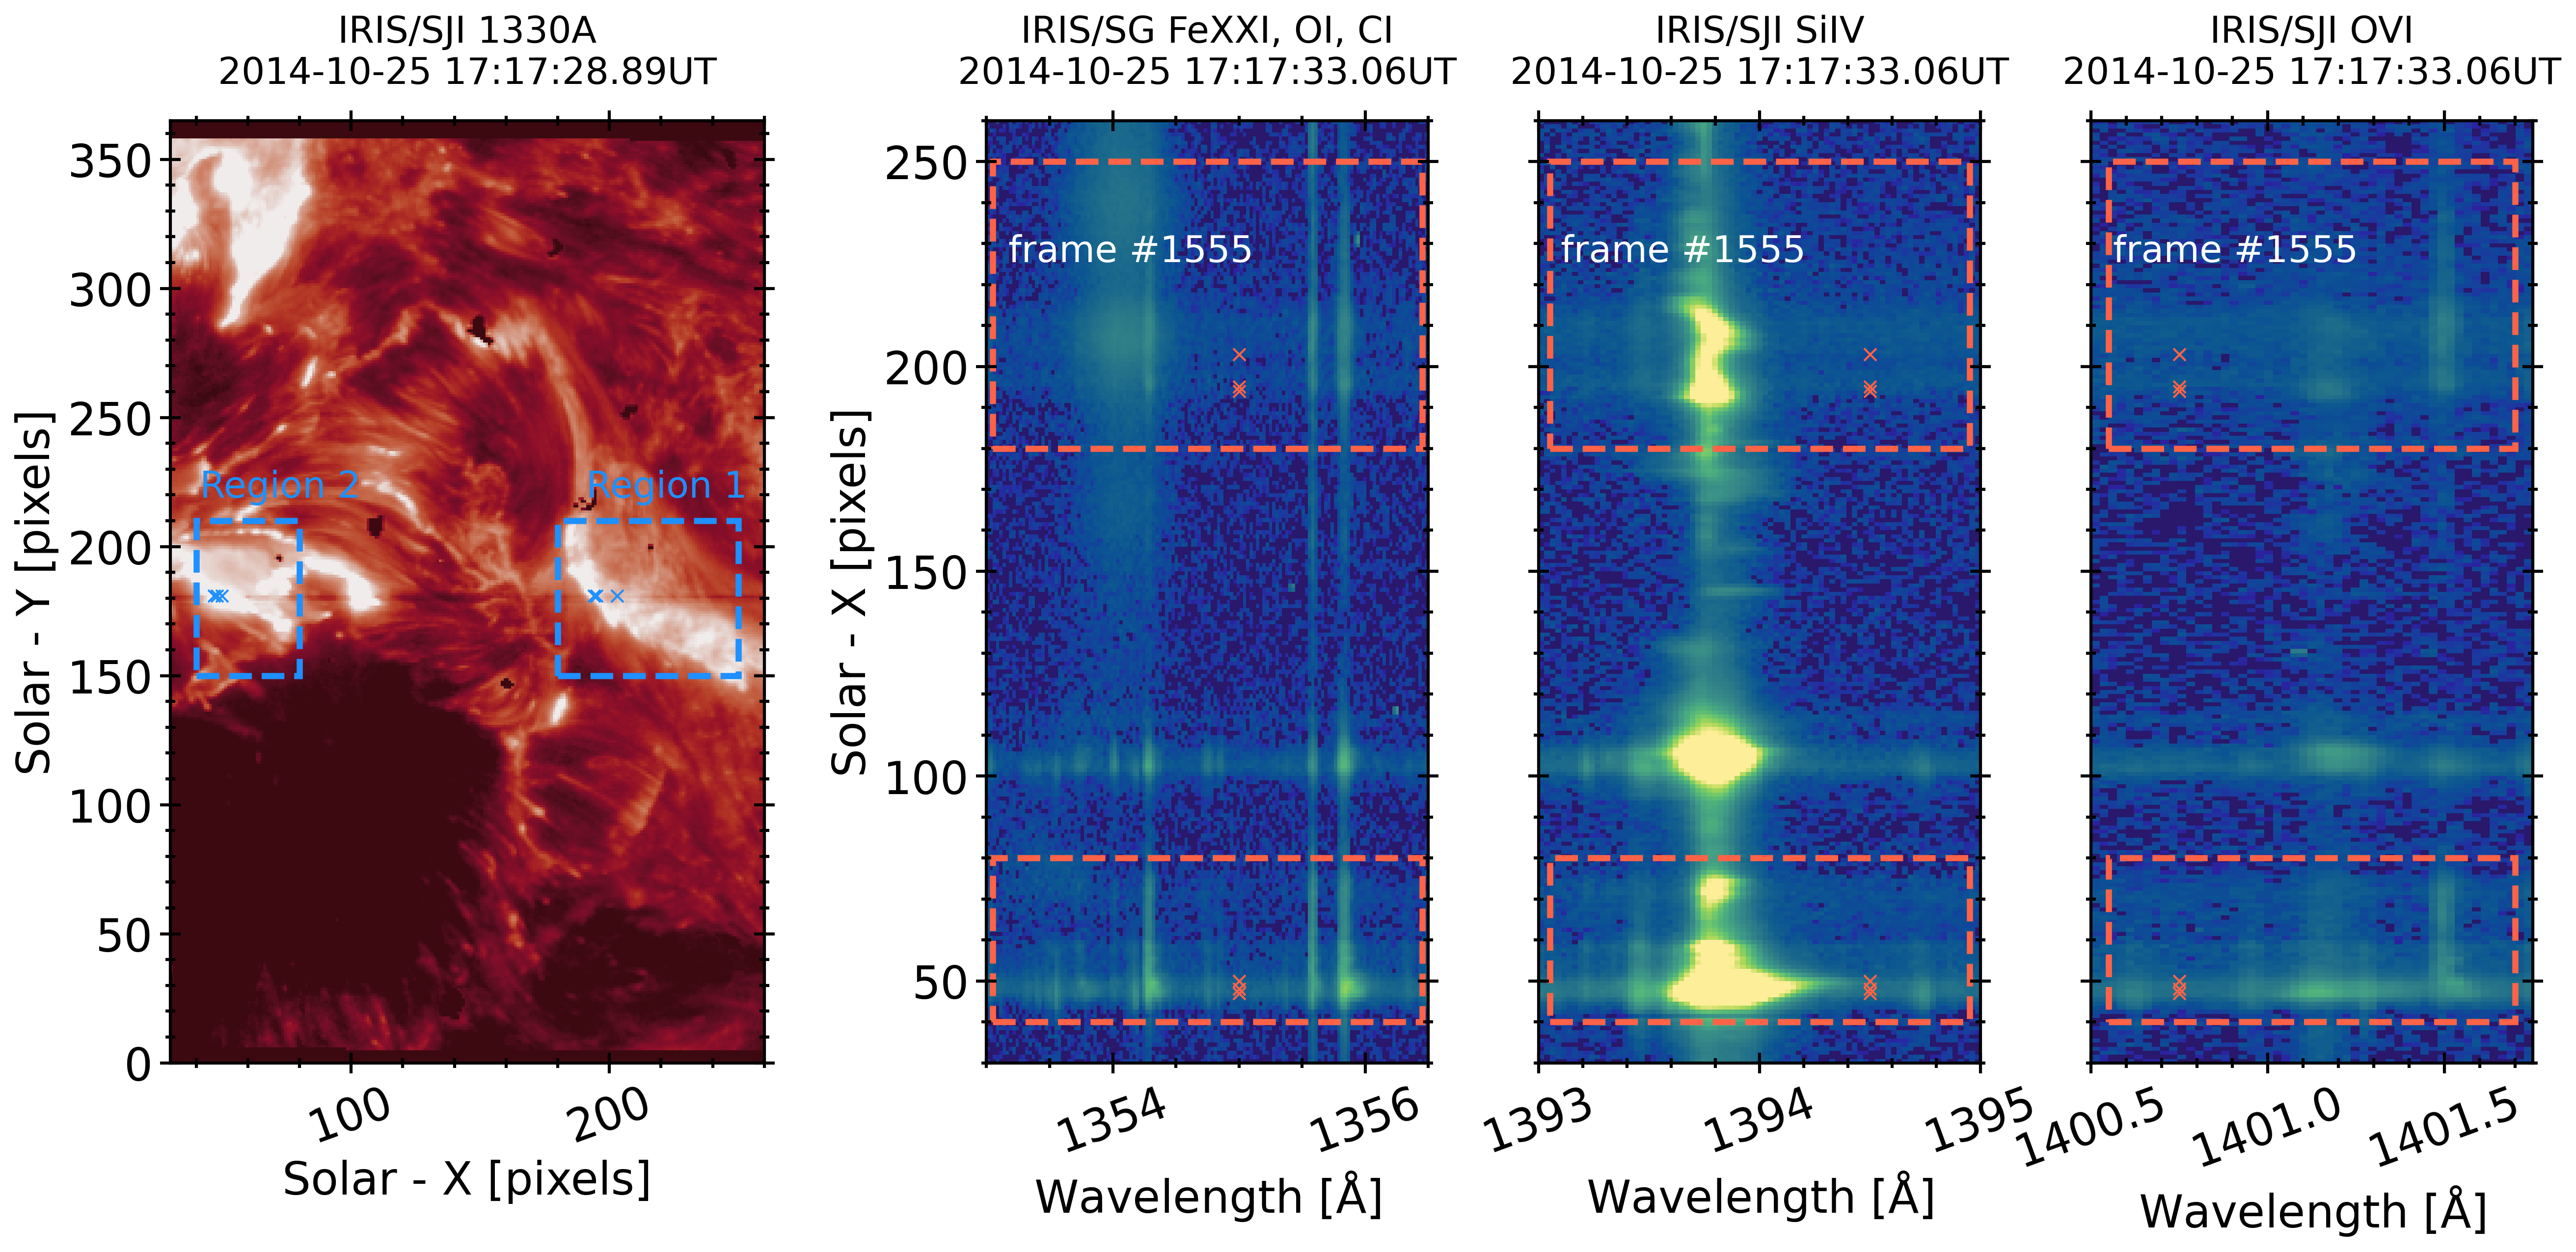 IRIS/SJI 1330A
2014-10-25 17:17:28.89UT
Solar - Y [pixels]
350
300
250
200
150
100
50
0
Region 2
Region 1
100
200
Solar - X [pixels]
IRIS/SG FeXXI, OI, CI
2014-10-25 17:17:33.06UT
Solar - X [pixels]
250
200
150
100
50
frame #1555
1354
1356
Wavelength [Å]
IRIS/SJI SiIV
2014-10-25 17:17:33.06UT
frame #1555
1393
1394
1395
Wavelength [Å]
IRIS/SJI OVI
2014-10-25 17:17:33.06UT
frame #1555
1400.5
1401.0
1401.5
Wavelength [Å]